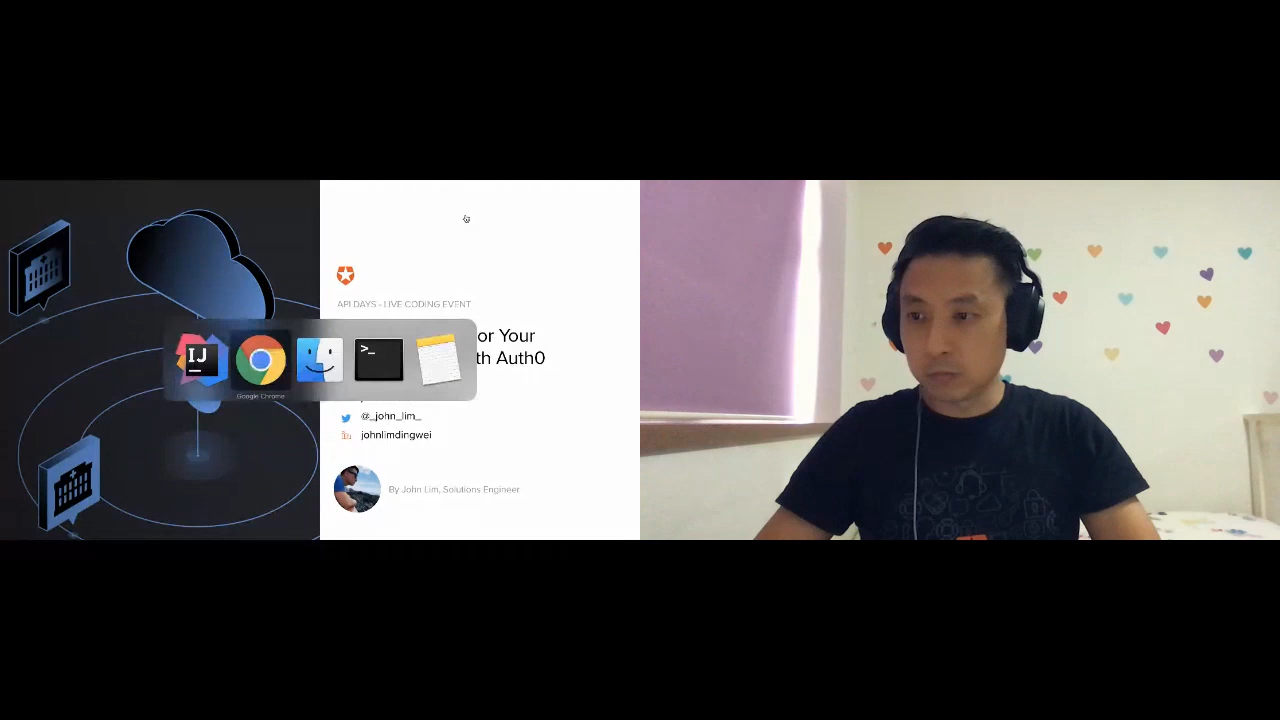 API DAYS - LIVE CODING EVENT
or Your
th Auth0
IJ
>_
Google Chrome
@_john_lim_
in johnlimdingwei
By John Lim, Solutions Engineer